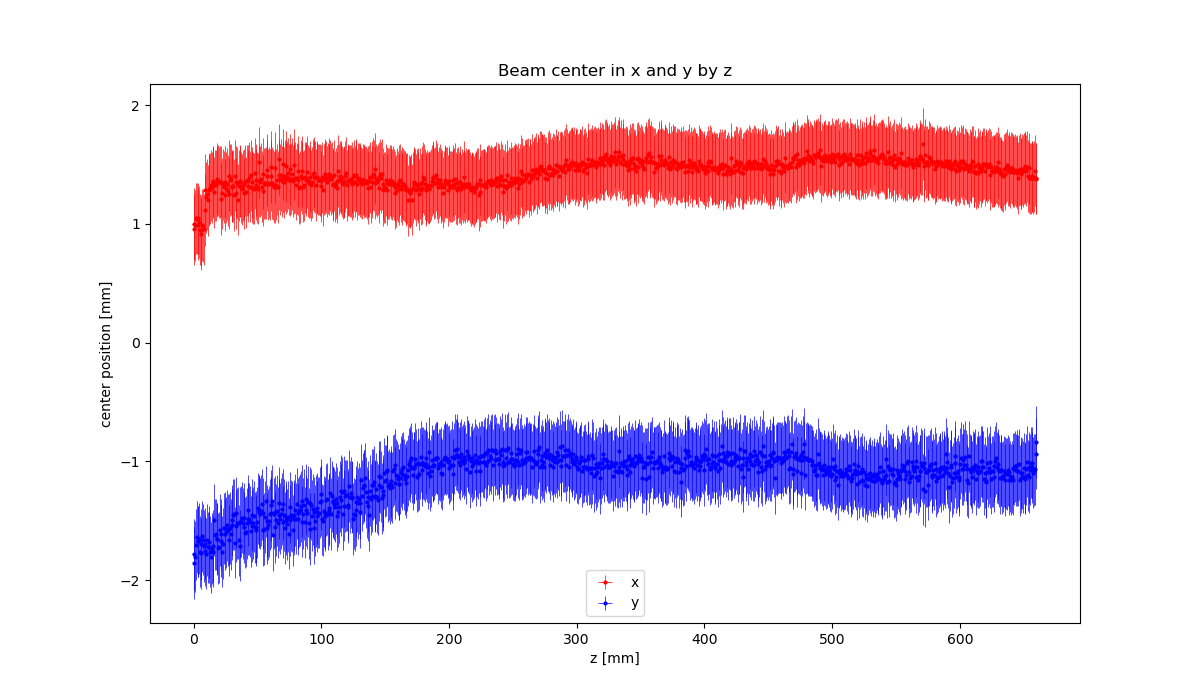 Beam center in x and y by z
center position [mm]
2
1
0
−1
−2
x
y
0 100 200 300 400 500 600
z [mm]